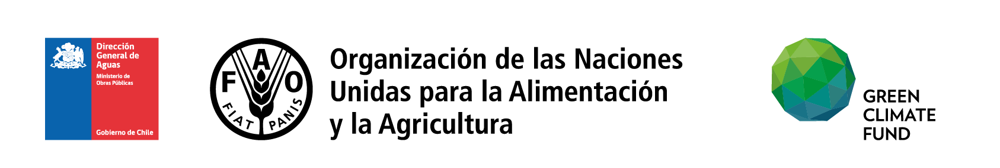 Dirección
General de
Aguas
Ministerio de
Obras Públicas
Gobierno de Chile
F A O
FIAT PANIS
Organización de las Naciones
Unidas para la Alimentación
y la Agricultura
GREEN
CLIMATE
FUND